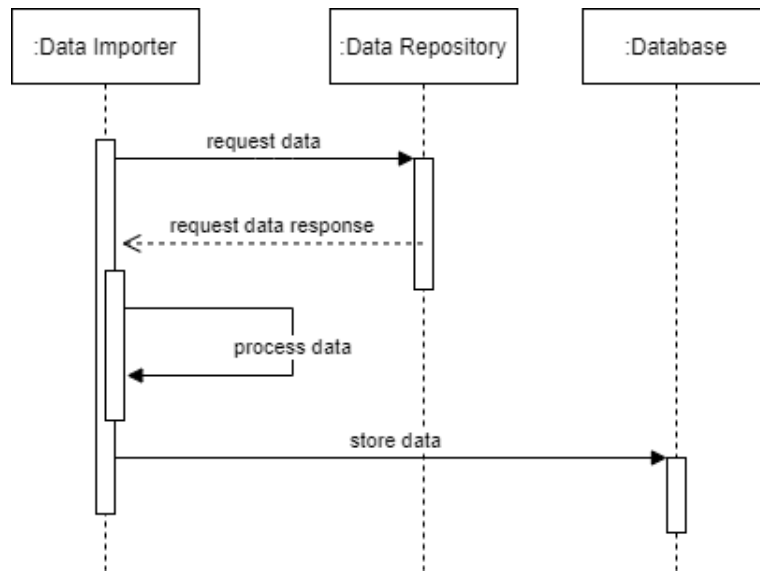 :Data Importer
:Data Repository
:Database
request data
request data response
process data
store data